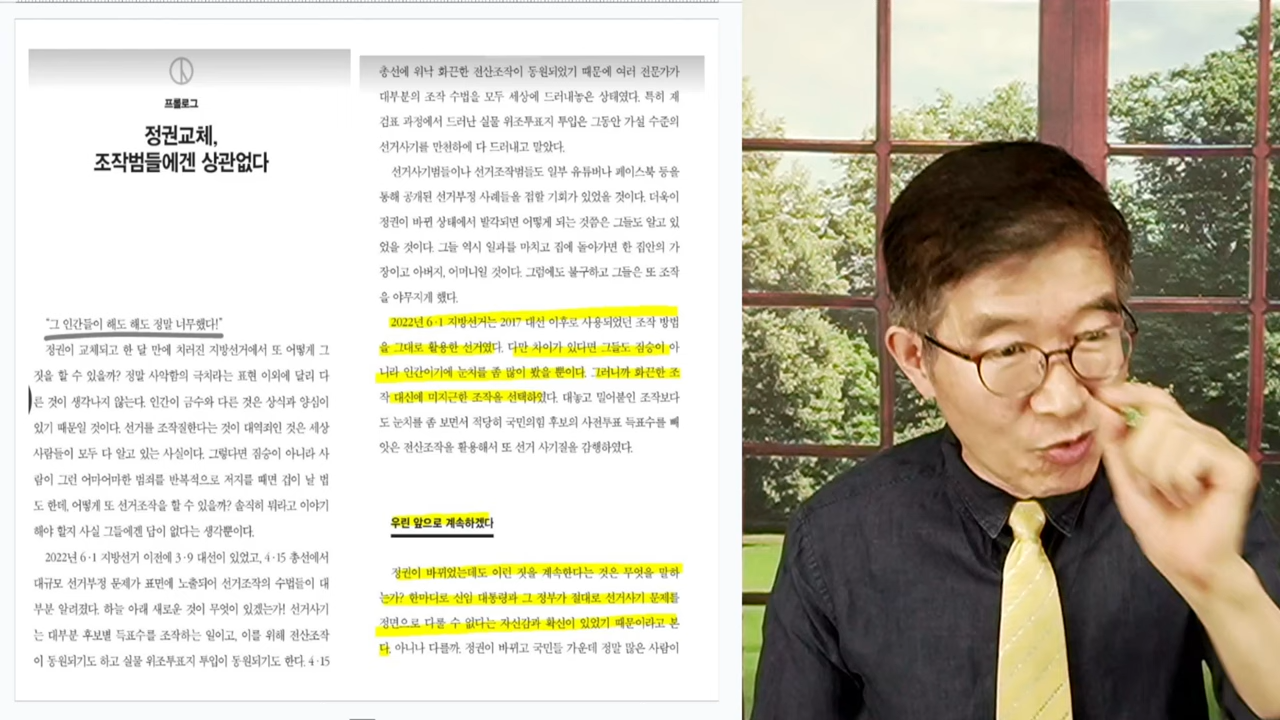 프롤로그
정권교체,
조작범들에겐 상관없다
“그 인간들이 해도 해도 정말 너무했다!”
정권이 교체되고 한 달 만에 치러진 지방선거에서 또 어떻게 그
짓을 할 수 있을까? 정말 사악함의 극치라는 표현 이외에 달리 다
른 것이 생각나지 않는다. 인간이 금수와 다른 것은 상식과 양심이
있기 때문일 것이다. 선거를 조작질한다는 것이 대역죄인 것은 세상
사람들이 모두 다 알고 있는 사실이다. 그렇다면 짐승이 아니라 사
람이 그런 어마어마한 범죄를 반복적으로 저지를 때면 겁이 날 법
도 한데, 어떻게 또 선거조작을 할 수 있을까? 솔직히 뭐라고 이야기
해야 할지 사실 그들에겐 답이 없다는 생각뿐이다.
2022년 6·1 지방선거 이전에 3·9 대선이 있었고, 4·15 총선에서
대규모 선거부정 문제가 표면에 노출되어 선거조작의 수법들이 대
부분 알려졌다. 하늘 아래 새로운 것이 무엇이 있겠는가! 선거사기
는 대부분 후보별 득표수를 조작하는 일이고, 이를 위해 전산조작
이 동원되기도 하고 실물 위조투표지 투입이 동원되기도 한다. 4·15
총선에 워낙 화끈한 전산조작이 동원되었기 때문에 여러 전문가가
대부분의 조작 수법을 모두 세상에 드러내놓은 상태였다. 특히 재
검표 과정에서 드러난 실물 위조투표지 투입은 그동안 가설 수준의
선거사기를 만천하에 다 드러내고 말았다.
선거사기범들이나 선거조작범들도 일부 유튜버나 페이스북 등을
통해 공개된 선거부정 사례들을 접할 기회가 있었을 것이다. 더욱이
정권이 바뀐 상태에서 발각되면 어떻게 되는 것쯤은 그들도 알고 있
었을 것이다. 그들 역시 일과를 마치고 집에 돌아가면 한 집안의 가
장이고 아버지, 어머니일 것이다. 그럼에도 불구하고 그들은 또 조작
을 야무지게 했다.
2022년 6·1 지방선거는 2017 대선 이후로 사용되었던 조작 방법
을 그대로 활용한 선거였다. 다만 차이가 있다면 그들도 짐승이 아
니라 인간이기에 눈치를 좀 많이 봤을 뿐이다. 그러니까 화끈한 조
작 대신에 미지근한 조작을 선택하였다. 대놓고 밀어붙인 조작보다
도 눈치를 좀 보면서 적당히 국민의힘 후보의 사전투표 득표수를 빼
앗은 전산조작을 활용해서 또 선거 사기질을 감행하였다.
우린 앞으로 계속하겠다
정권이 바뀌었는데도 이런 짓을 계속한다는 것은 무엇을 말하
는가? 한마디로 신임 대통령과 그 정부가 절대로 선거사기 문제를
정면으로 다룰 수 없다는 자신감과 확신이 있었기 때문이라고 본
다. 아니나 다를까. 정권이 바뀌고 국민들 가운데 정말 많은 사람이